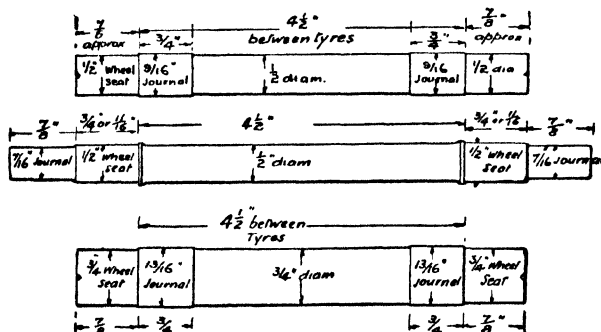 7/8" 4 1/2" 7/8"
approx 3/4" between tyres 3/4" approx
1/2" Wheel seat 9/16" Journal 1/2 diam. 9/16 Journal 1/2 dia
7/8" 3/4" or 11/16" 4 1/2" 3/4" or 11/16 7/8"
7/16" Journal 1/2" Wheel Seat 1/2" diam 1/2" Wheel Seat 7/16" Journal
4 1/2" between
Tyres
3/4" Wheel Seat 13/16" Journal 3/4" diam 13/16" Journal 3/4" Wheel Seat
7/8" 3/4 3/4 7/8"